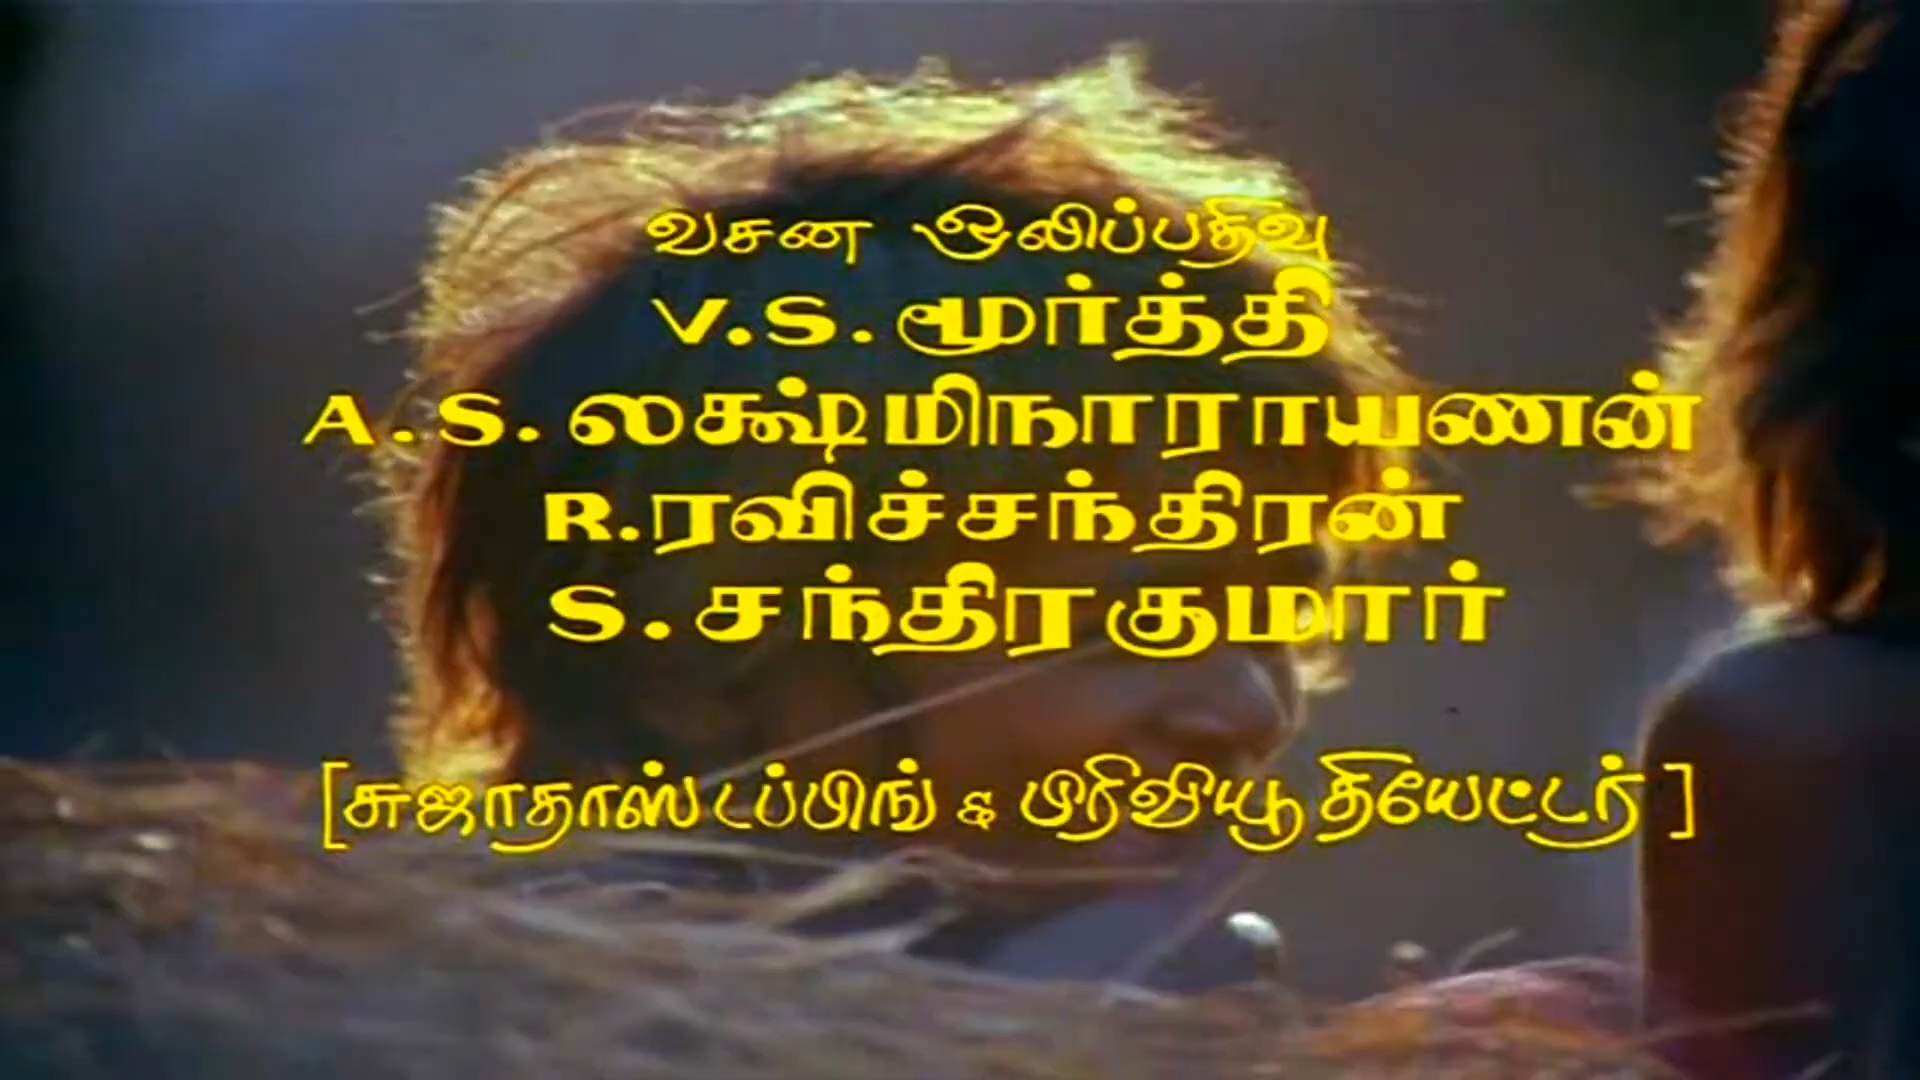 வசன ஒலிப்பதிவு
V.S.மூர்த்தி
A.S.லக்ஷ்மிநாராயணன்
R.ரவிச்சந்திரன்
S.சந்திரகுமார்
[சுஜாதாஸ் டப்பிங் & பிரிவியூ தியேட்டர்]